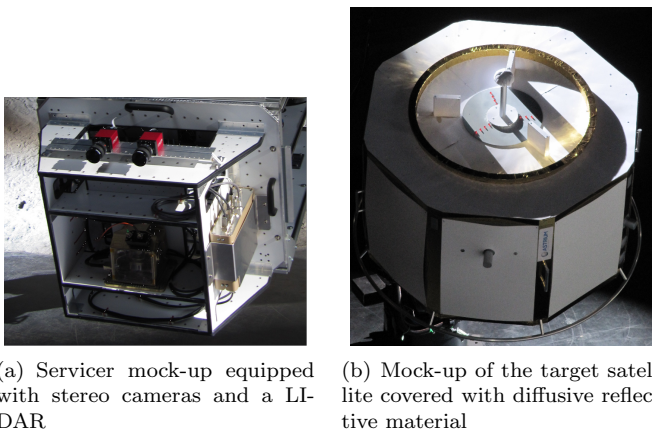 (a) Servicer mock-up equipped
with stereo cameras and a LI-
DAR
(b) Mock-up of the target satel
lite covered with diffusive reflec
tive material